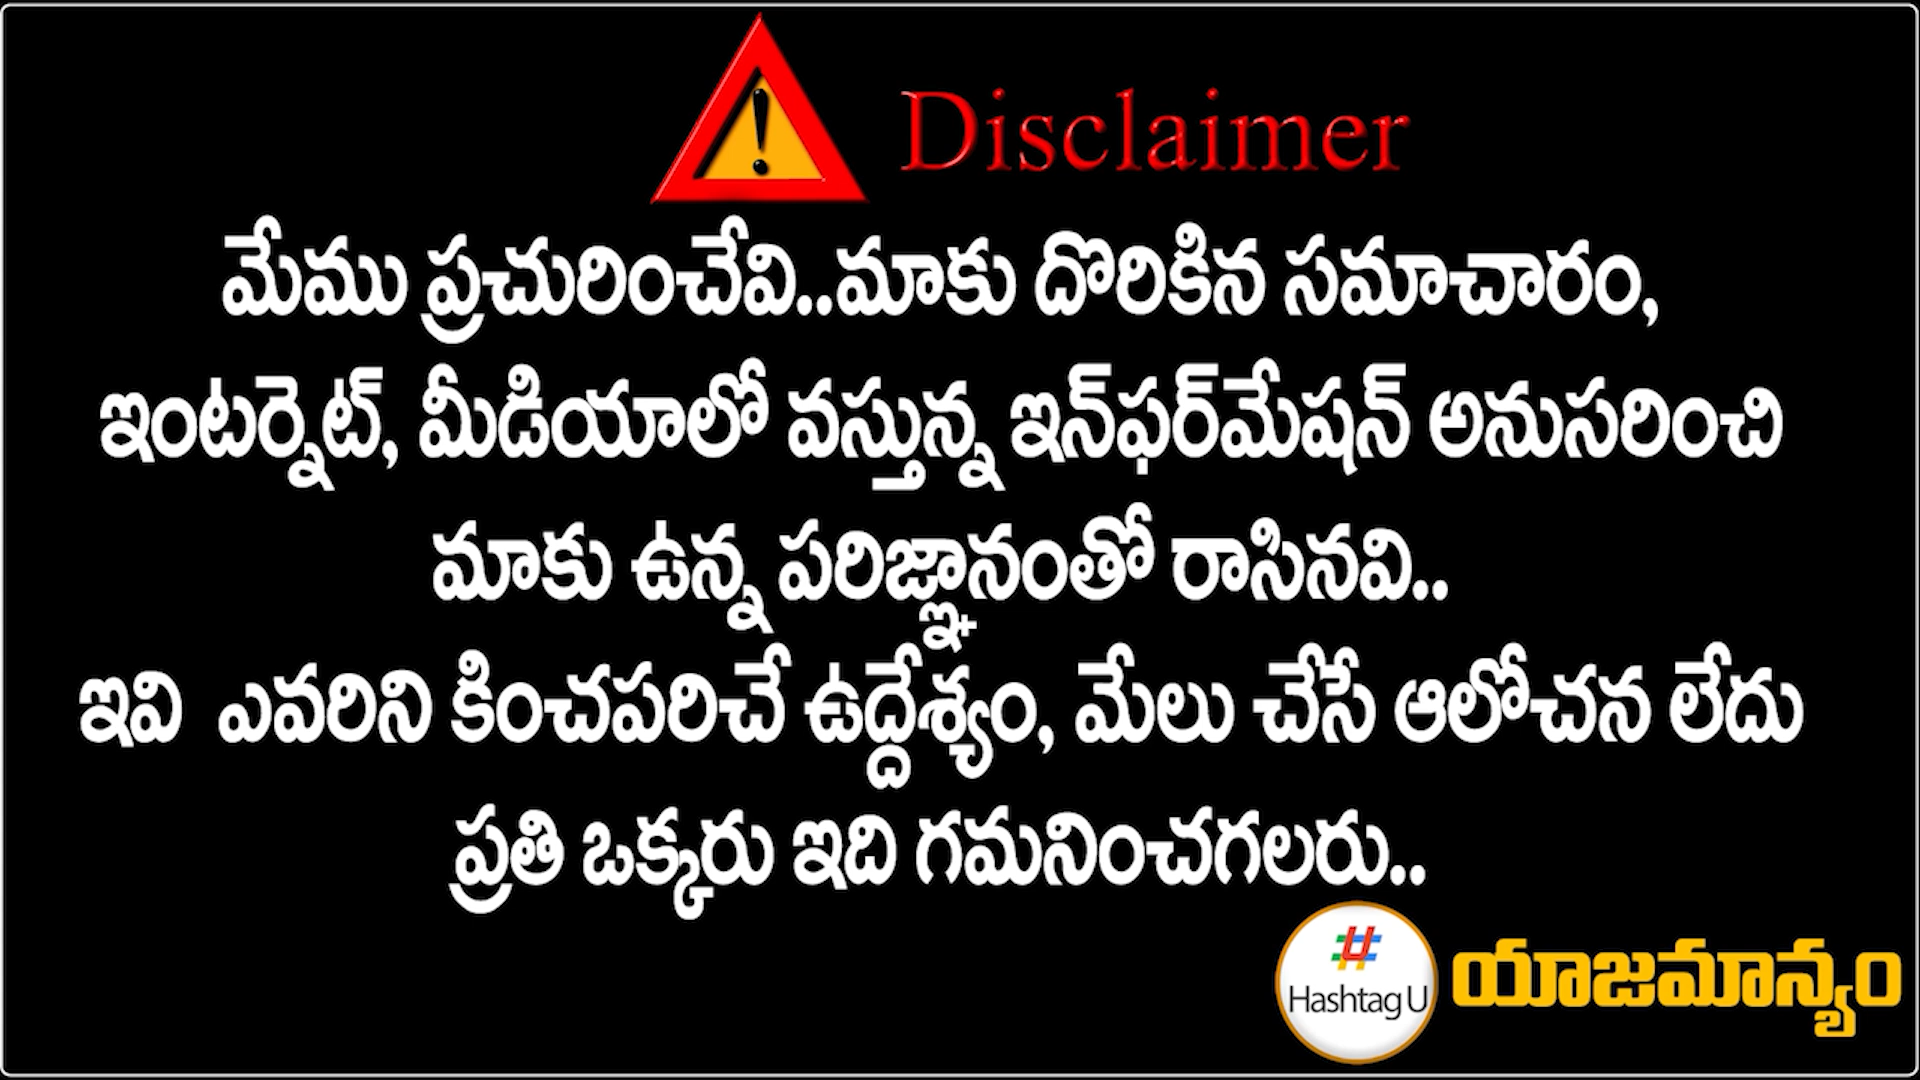 Disclaimer
మేము ప్రచురించేవి..మాకు దొరికిన సమాచారం,
ఇంటర్నెట్, మీడియాలో వస్తున్న ఇన్‌ఫర్‌మేషన్ అనుసరించి
మాకు ఉన్న పరిజ్ఞానంతో రాసినవి..
ఇవి ఎవరిని కించపరిచే ఉద్దేశ్యం, మేలు చేసే ఆలోచన లేదు
ప్రతి ఒక్కరు ఇది గమనించగలరు..
# Hashtag U
యాజమాన్యం